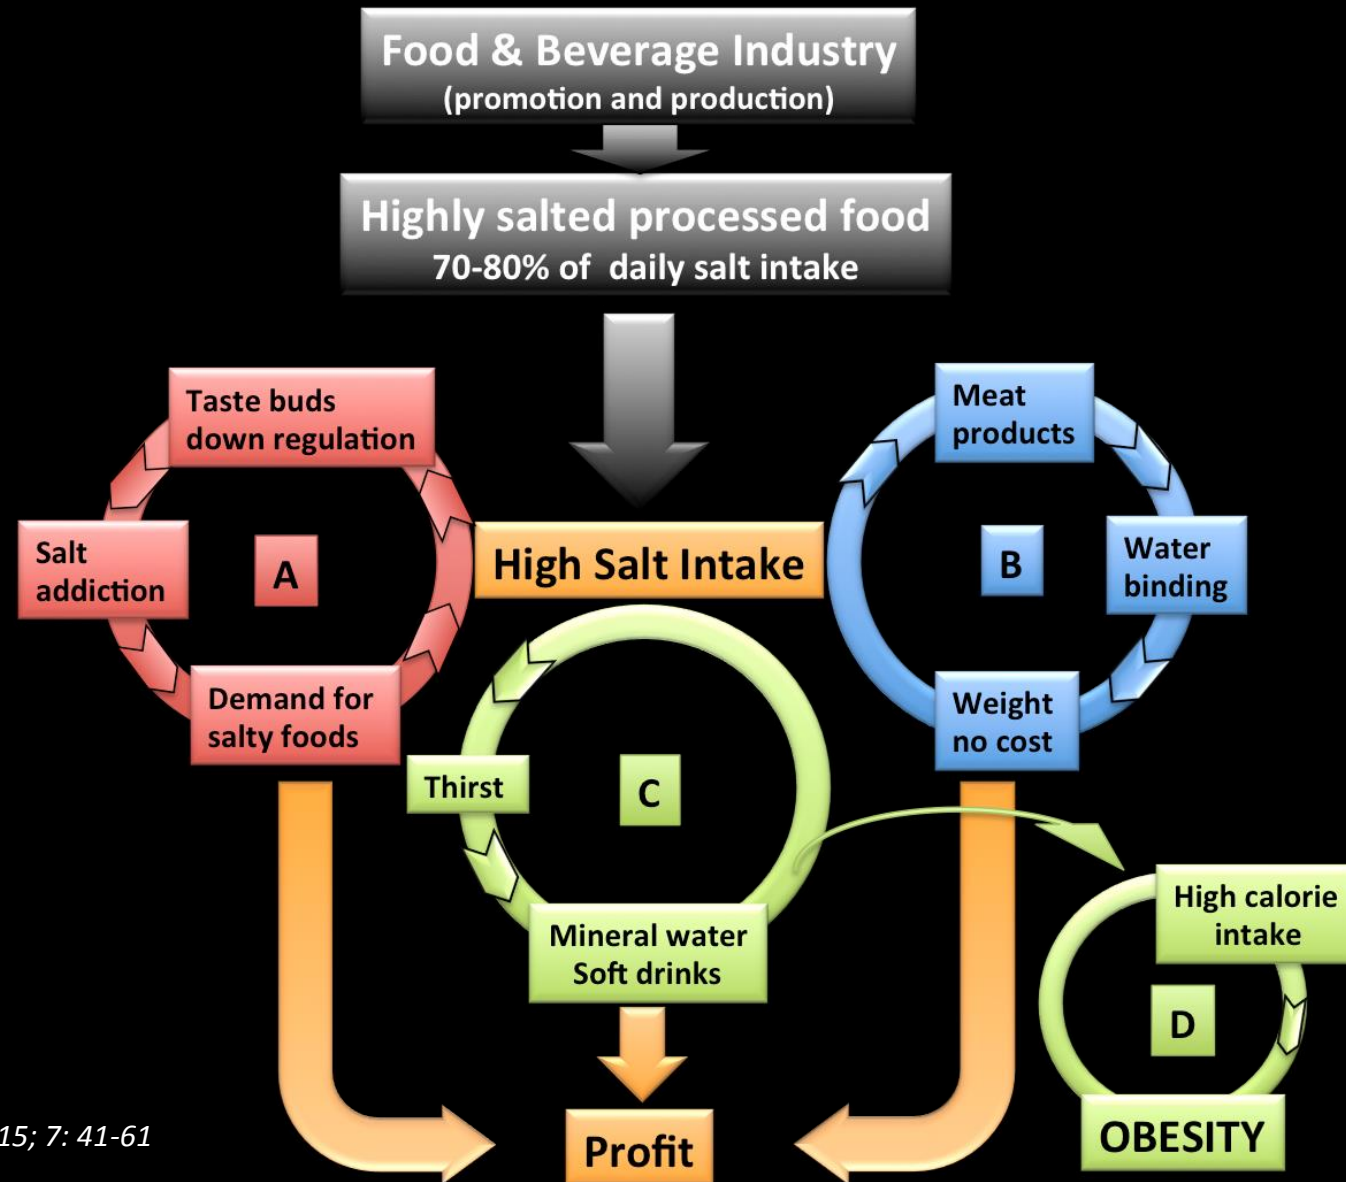 Food & Beverage Industry
(promotion and production)
Highly salted processed food
70-80% of daily salt intake
Taste buds
down regulation
Salt
addiction
A
Demand for
salty foods
High Salt Intake
Meat
products
B
Water
binding
Weight
no cost
Thirst
C
Mineral water
Soft drinks
High calorie
intake
D
OBESITY
Profit
15; 7: 41-61